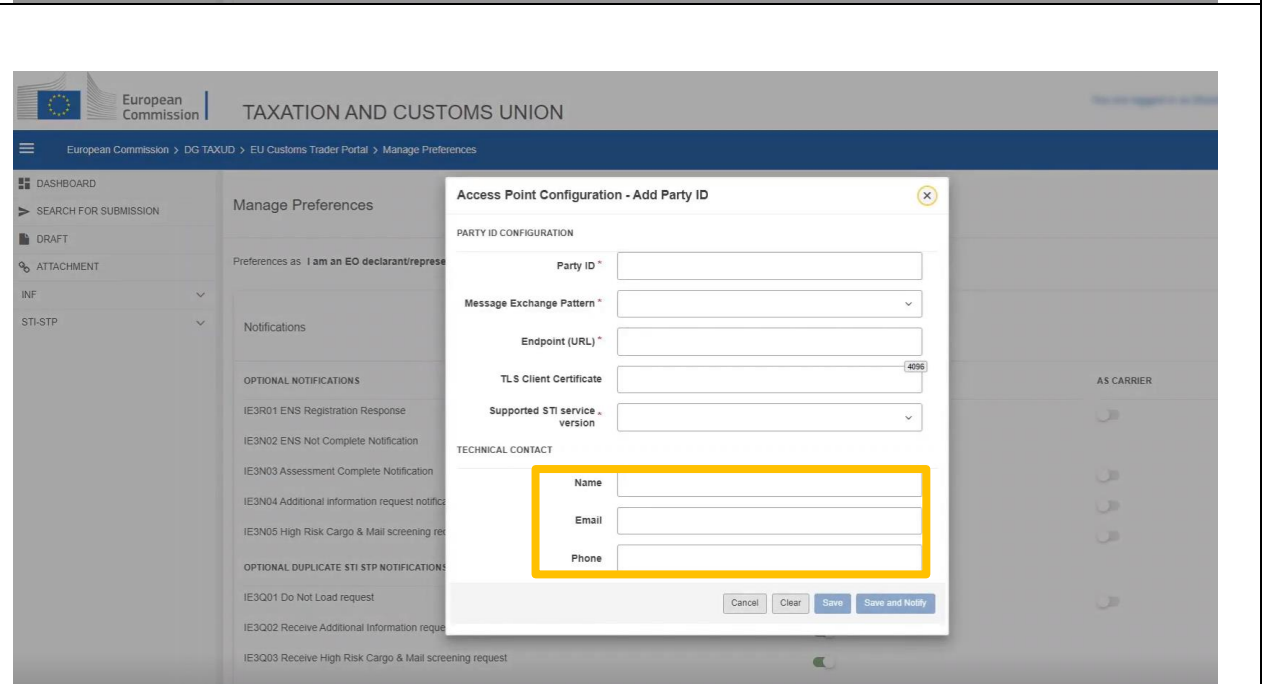 European
Commission
TAXATION AND CUSTOMS UNION
European Commission > DG TAXUD > EU Customs Trader Portal > Manage Preferences
DASHBOARD
SEARCH FOR SUBMISSION
DRAFT
ATTACHMENT
INF
STI-STP
Manage Preferences
Preferences as I am an EO declarant/represe
Notifications
OPTIONAL NOTIFICATIONS
AS CARRIER
IE3R01 ENS Registration Response
IE3N02 ENS Not Complete Notification
IE3N03 Assessment Complete Notification
IE3N04 Additional information request notifica
IE3N05 High Risk Cargo & Mail screening req
OPTIONAL DUPLICATE STI STP NOTIFICATIONS
IE3Q01 Do Not Load request
IE3Q02 Receive Additional Information reque
IE3Q03 Receive High Risk Cargo & Mail screening request
Access Point Configuration - Add Party ID
PARTY ID CONFIGURATION
Party ID *
Message Exchange Pattern *
Endpoint (URL) *
4096
TLS Client Certificate
Supported STI service *
version
TECHNICAL CONTACT
Name
Email
Phone
Cancel
Clear
Save
Save and Notify